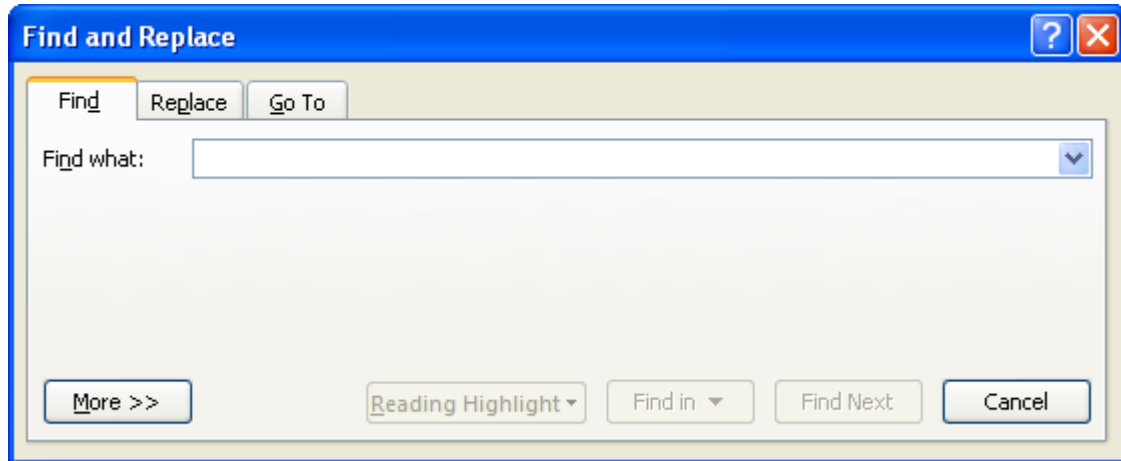 Find and Replace
Find Replace Go To
Find what:
More >> Reading Highlight Find in Find Next Cancel